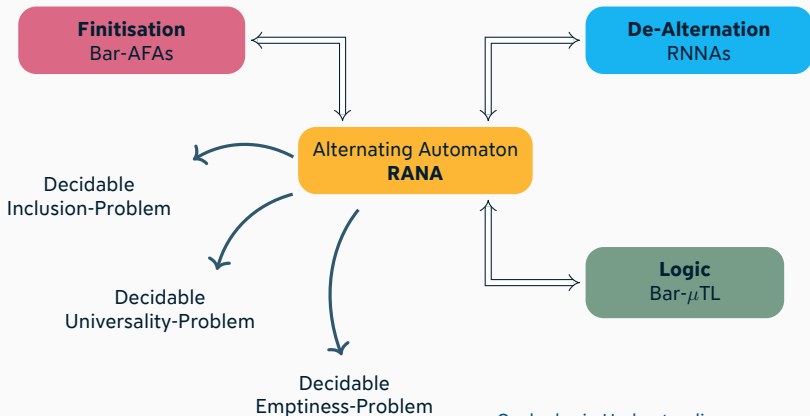 Finitisation
Bar-AFAs
De-Alternation
RNNAs
Alternating Automaton
RANA
Decidable
Inclusion-Problem
Logic
Bar-μTL
Decidable
Universality-Problem
Decidable
Emptiness-Problem